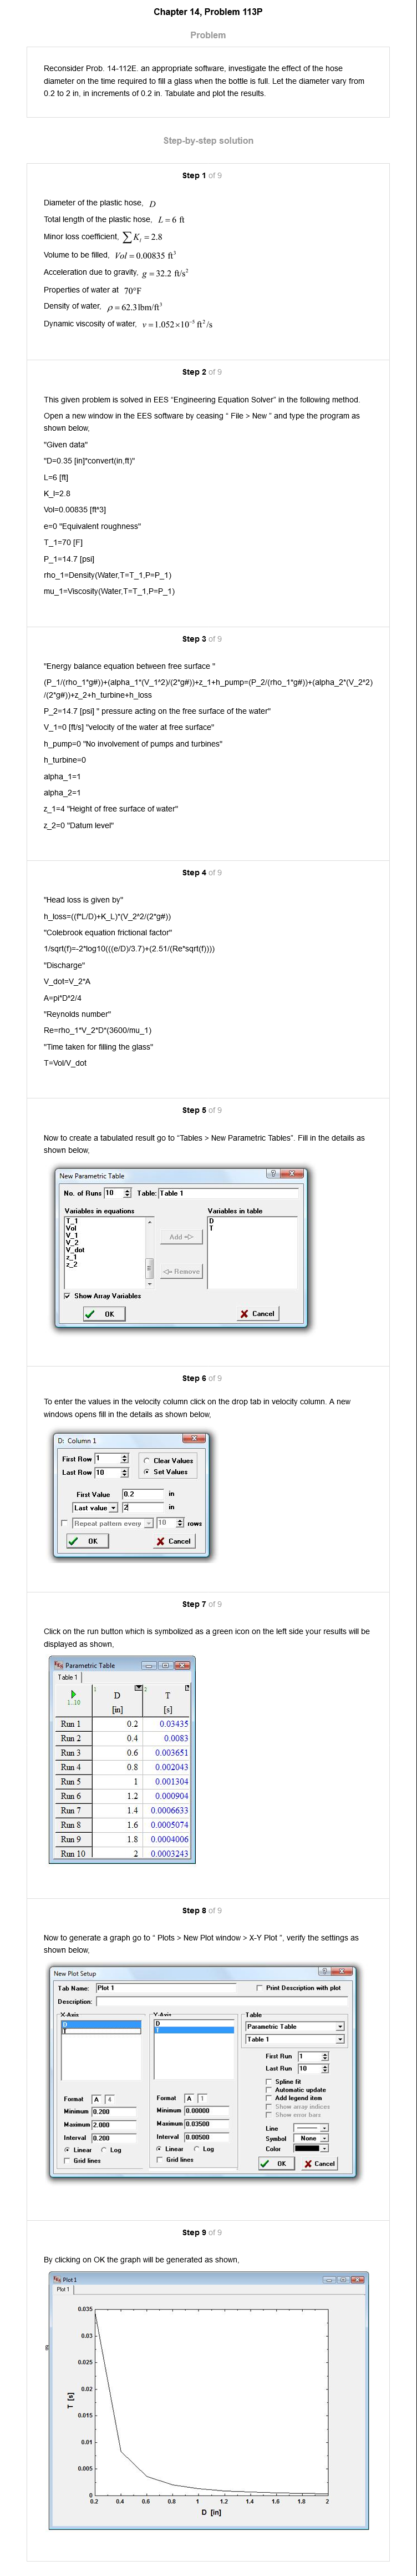 Chapter 14, Problem 113P
Problem
Reconsider Prob. 14-112E. an appropriate software, investigate the effect of the hose
diameter on the time required to fill a glass when the bottle is full. Let the diameter vary from
0.2 to 2 in, in increments of 0.2 in. Tabulate and plot the results.
Step-by-step solution
Step 1 of 9
Diameter of the plastic hose, D
Total length of the plastic hose, L = 6 ft
Minor loss coefficient, ∑K_l = 2.8
Volume to be filled, Vol = 0.00835 ft³
Acceleration due to gravity, g = 32.2 ft/s²
Properties of water at 70°F
Density of water, ρ = 62.3 lbm/ft³
Dynamic viscosity of water, v = 1.052×10⁻⁵ ft²/s
Step 2 of 9
This given problem is solved in EES “Engineering Equation Solver” in the following method.
Open a new window in the EES software by ceasing “ File > New ” and type the program as
shown below,
"Given data"
"D=0.35 [in]*convert(in,ft)"
L=6 [ft]
K_l=2.8
Vol=0.00835 [ft^3]
e=0 "Equivalent roughness"
T_1=70 [F]
P_1=14.7 [psi]
rho_1=Density(Water,T=T_1,P=P_1)
mu_1=Viscosity(Water,T=T_1,P=P_1)
Step 3 of 9
"Energy balance equation between free surface "
(P_1/(rho_1*g#))+(alpha_1*(V_1^2)/(2*g#))+z_1+h_pump=(P_2/(rho_1*g#))+(alpha_2*(V_2^2)
/(2*g#))+z_2+h_turbine+h_loss
P_2=14.7 [psi] " pressure acting on the free surface of the water"
V_1=0 [ft/s] "velocity of the water at free surface"
h_pump=0 "No involvement of pumps and turbines"
h_turbine=0
alpha_1=1
alpha_2=1
z_1=4 "Height of free surface of water"
z_2=0 "Datum level"
Step 4 of 9
"Head loss is given by"
h_loss=((f*L/D)+K_L)*(V_2^2/(2*g#))
"Colebrook equation frictional factor"
1/sqrt(f)=-2*log10(((e/D)/3.7)+(2.51/(Re*sqrt(f))))
"Discharge"
V_dot=V_2*A
A=pi*D^2/4
"Reynolds number"
Re=rho_1*V_2*D*(3600/mu_1)
"Time taken for filling the glass"
T=Vol/V_dot
Step 5 of 9
Now to create a tabulated result go to “Tables > New Parametric Tables”. Fill in the details as
shown below,
New Parametric Table
No. of Runs 10 Table: Table 1
Variables in equations Variables in table
T_1 D
Vol T
V_1
V_2
V_dot
z_1
z_2
Add
Remove
Show Array Variables
OK Cancel
Step 6 of 9
To enter the values in the velocity column click on the drop tab in velocity column. A new
windows opens fill in the details as shown below,
D: Column 1
First Row 1 Clear Values
Last Row 10 Set Values
First Value 0.2 in
Last value 2 in
Repeat pattern every 10 rows
OK Cancel
Step 7 of 9
Click on the run button which is symbolized as a green icon on the left side your results will be
displayed as shown,
Parametric Table
Table 1
1..10 1 D [in] 2 T [s]
Run 1 0.2 0.03435
Run 2 0.4 0.0083
Run 3 0.6 0.003651
Run 4 0.8 0.002043
Run 5 1 0.001304
Run 6 1.2 0.000904
Run 7 1.4 0.0006633
Run 8 1.6 0.0005074
Run 9 1.8 0.0004006
Run 10 2 0.0003243
Step 8 of 9
Now to generate a graph go to “ Plots > New Plot window > X-Y Plot ”, verify the settings as
shown below,
New Plot Setup
Tab Name: Plot 1 Print Description with plot
Description:
X-Axis Y-Axis Table
D D Parametric Table
T T Table 1
First Run 1
Last Run 10
Spline fit
Automatic update
Add legend item
Show array indices
Show error bars
Format A 4 Format A 1
Minimum 0.200 Minimum 0.00000
Maximum 2.000 Maximum 0.03500
Interval 0.200 Interval 0.00500
Linear Log Linear Log
Grid lines Grid lines
Line
Symbol None
Color
OK Cancel
Step 9 of 9
By clicking on OK the graph will be generated as shown,
Plot 1
Plot 1
0.035
0.03
0.025
0.02
0.015
0.01
0.005
0
T [s]
0.2 0.4 0.6 0.8 1 1.2 1.4 1.6 1.8 2
D [in]